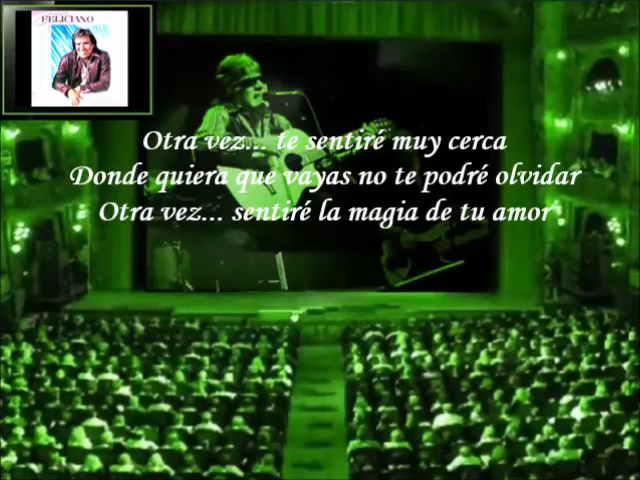 FELICIANO
Otra vez... te sentiré muy cerca
Donde quiera que vayas no te podré olvidar
Otra vez... sentiré la magia de tu amor